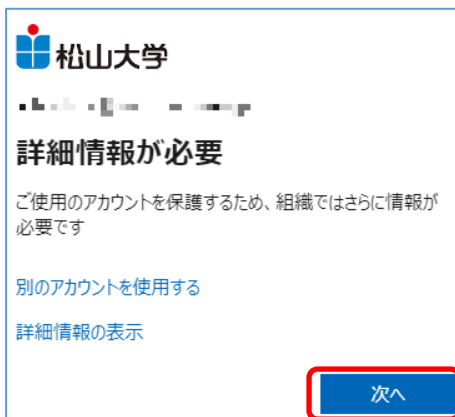 松山大学
詳細情報が必要
ご使用のアカウントを保護するため、組織ではさらに情報が
必要です
別のアカウントを使用する
詳細情報の表示
次へ